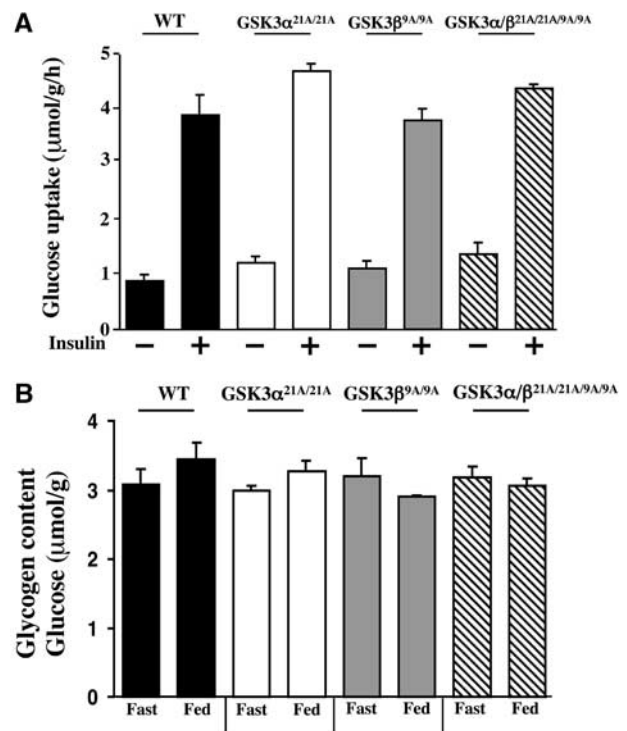 A
WT GSK3α21A/21A GSK3β9A/9A GSK3α/β21A/21A/9A/9A
Glucose uptake (μmol/g/h)
5
4
3
2
1
0
Insulin − + − + − + − +
B
WT GSK3α21A/21A GSK3β9A/9A GSK3α/β21A/21A/9A/9A
Glycogen content
Glucose (μmol/g)
4
3
2
1
0
Fast Fed Fast Fed Fast Fed Fast Fed